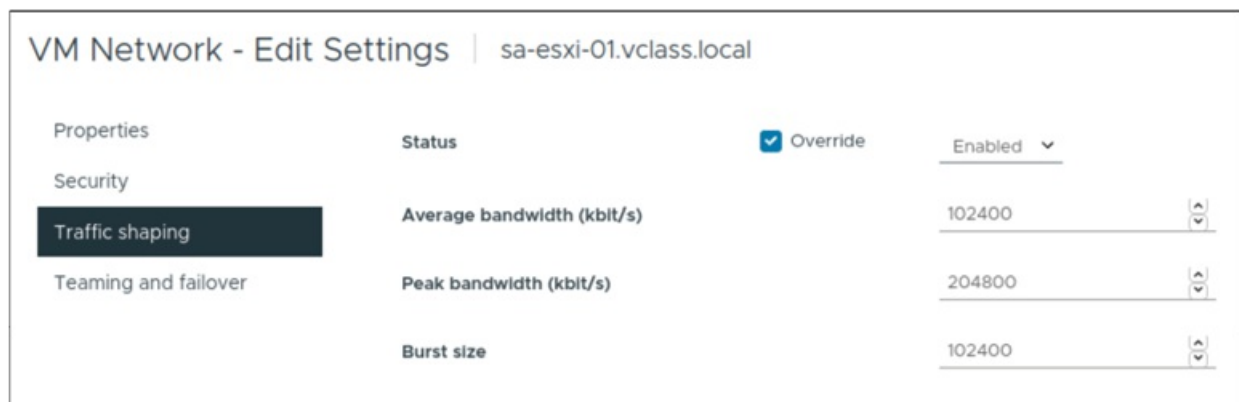 VM Network - Edit Settings | sa-esxi-01.vclass.local
Properties
Security
Traffic shaping
Teaming and failover
Status Override Enabled
Average bandwidth (kbit/s) 102400
Peak bandwidth (kbit/s) 204800
Burst size 102400